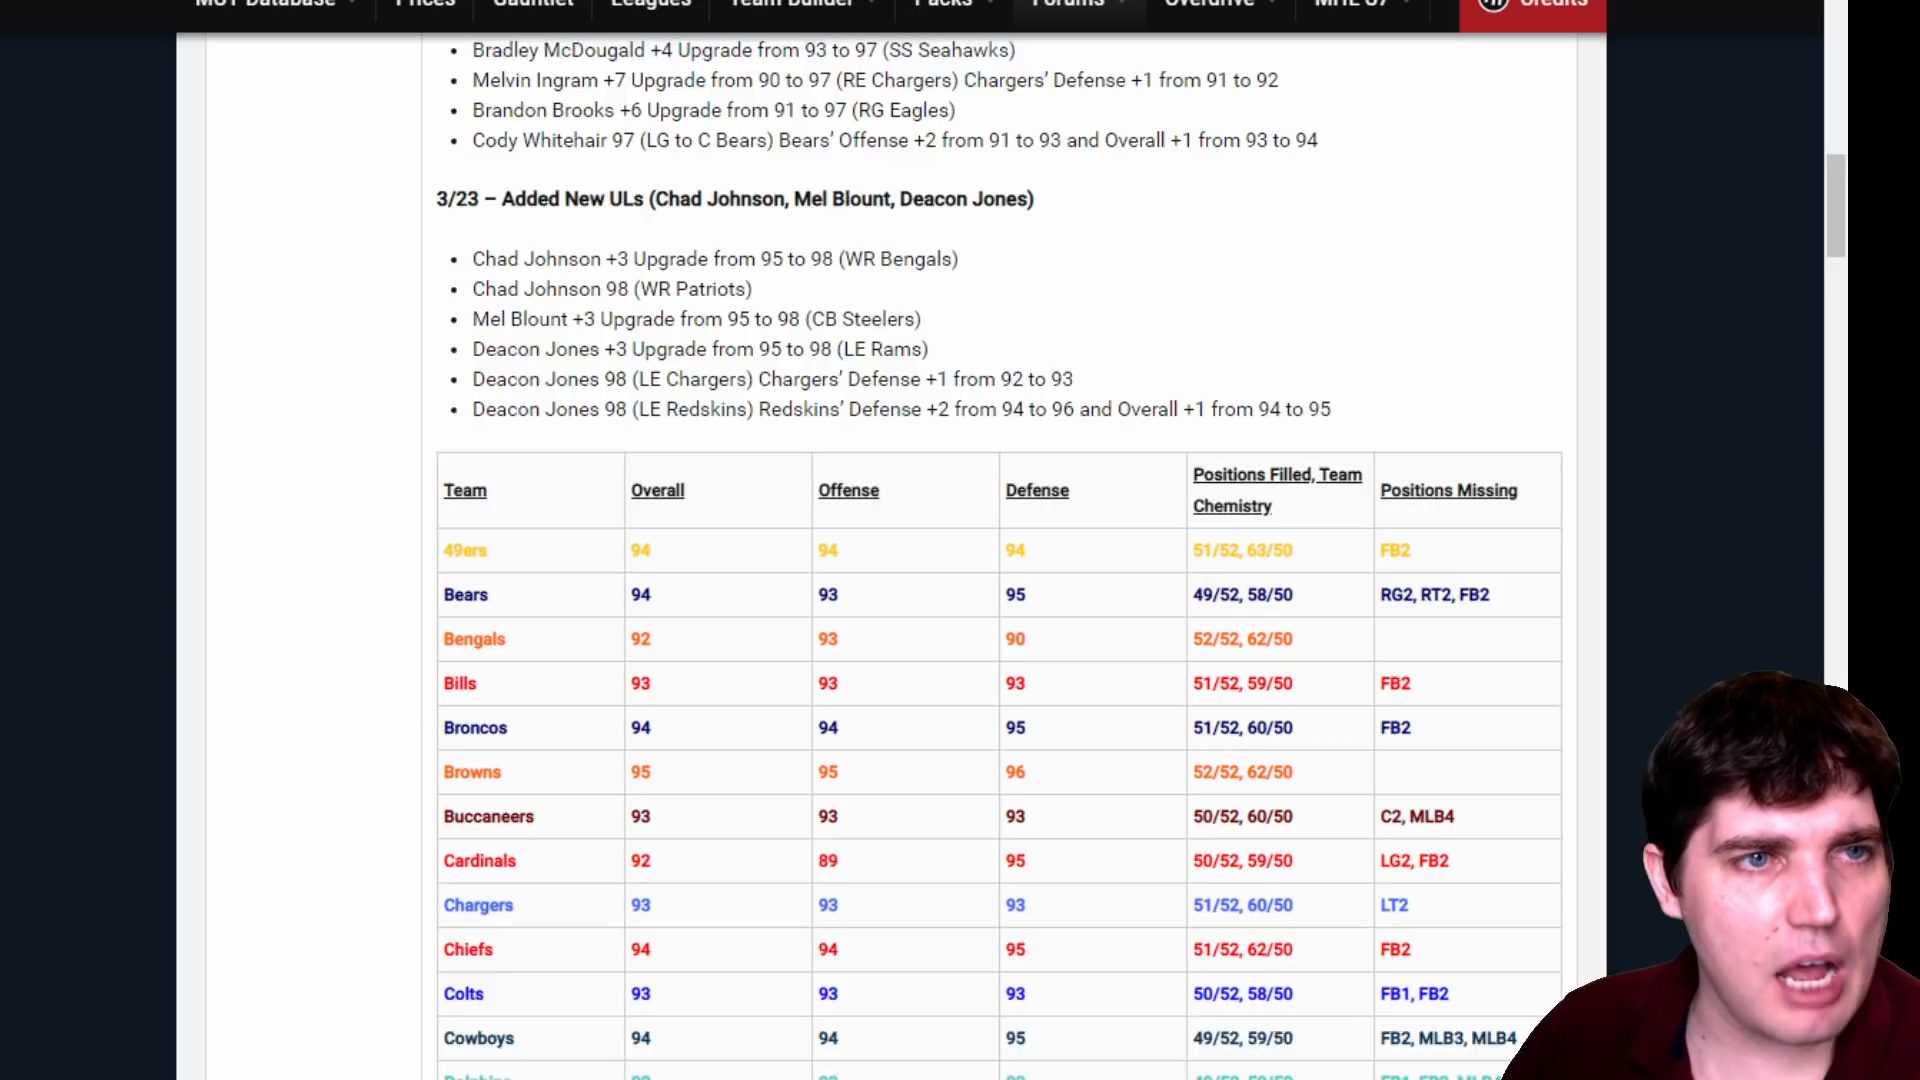 MUT Database Prices Gauntlet Leagues Team Builder Packs Forums Overdrive Credits
Bradley McDougald +4 Upgrade from 93 to 97 (SS Seahawks)
Melvin Ingram +7 Upgrade from 90 to 97 (RE Chargers) Chargers’ Defense +1 from 91 to 92
Brandon Brooks +6 Upgrade from 91 to 97 (RG Eagles)
Cody Whitehair 97 (LG to C Bears) Bears’ Offense +2 from 91 to 93 and Overall +1 from 93 to 94
3/23 – Added New ULs (Chad Johnson, Mel Blount, Deacon Jones)
Chad Johnson +3 Upgrade from 95 to 98 (WR Bengals)
Chad Johnson 98 (WR Patriots)
Mel Blount +3 Upgrade from 95 to 98 (CB Steelers)
Deacon Jones +3 Upgrade from 95 to 98 (LE Rams)
Deacon Jones 98 (LE Chargers) Chargers’ Defense +1 from 92 to 93
Deacon Jones 98 (LE Redskins) Redskins’ Defense +2 from 94 to 96 and Overall +1 from 94 to 95
Team Overall Offense Defense Positions Filled, Team Chemistry Positions Missing
49ers 94 94 94 51/52, 63/50 FB2
Bears 94 93 95 49/52, 58/50 RG2, RT2, FB2
Bengals 92 93 90 52/52, 62/50
Bills 93 93 93 51/52, 59/50 FB2
Broncos 94 94 95 51/52, 60/50 FB2
Browns 95 95 96 52/52, 62/50
Buccaneers 93 93 93 50/52, 60/50 C2, MLB4
Cardinals 92 89 95 50/52, 59/50 LG2, FB2
Chargers 93 93 93 51/52, 60/50 LT2
Chiefs 94 94 95 51/52, 62/50 FB2
Colts 93 93 93 50/52, 58/50 FB1, FB2
Cowboys 94 94 95 49/52, 59/50 FB2, MLB3, MLB4